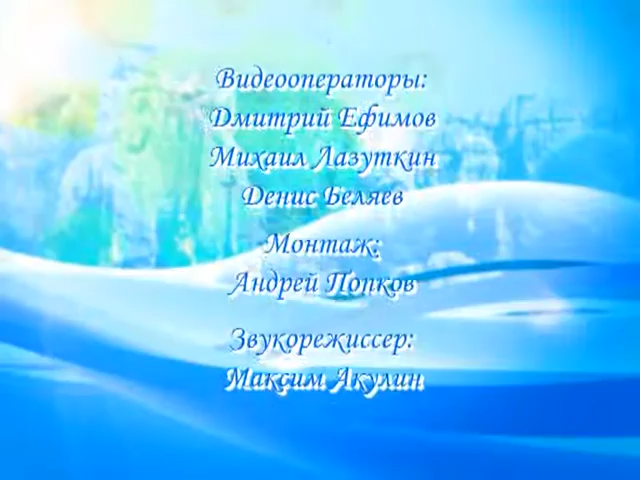 Видеооператоры:
Дмитрий Ефимов
Михаил Лазуткин
Денис Беляев
Монтаж:
Андрей Попков
Звукорежиссер:
Максим Акулин